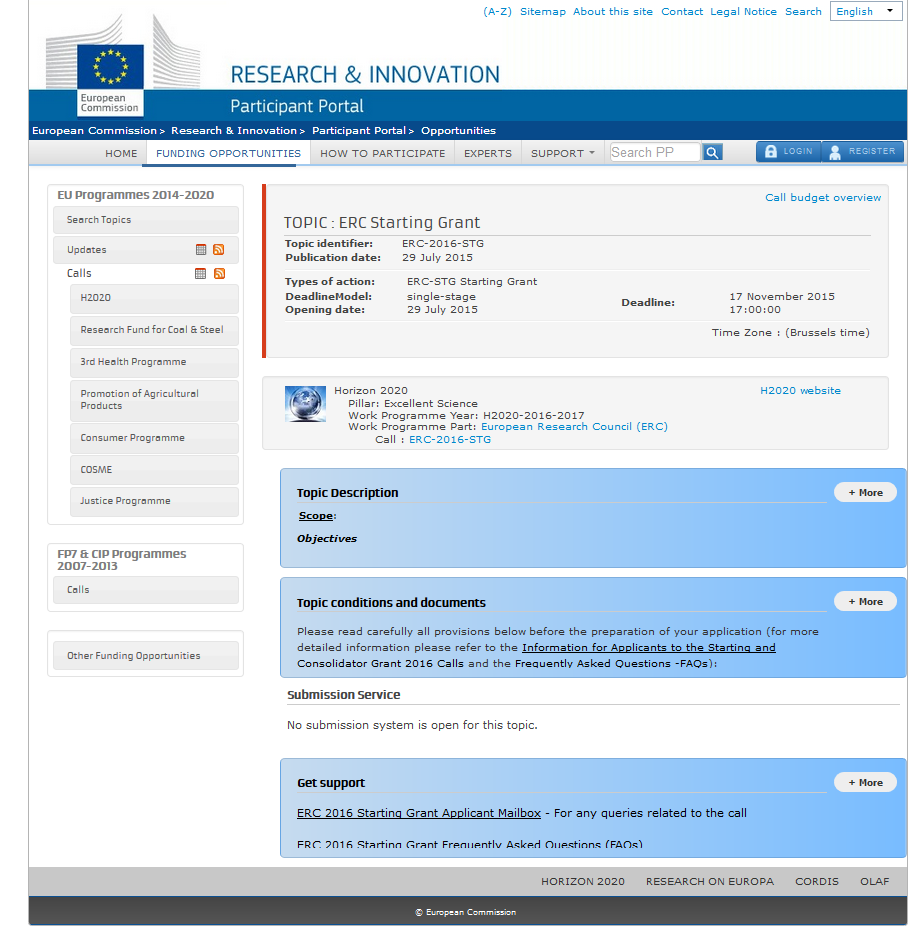 (A-Z) Sitemap About this site Contact Legal Notice Search English
European
Commission
RESEARCH & INNOVATION
Participant Portal
European Commission > Research & Innovation > Participant Portal > Opportunities
HOME FUNDING OPPORTUNITIES HOW TO PARTICIPATE EXPERTS SUPPORT Search PP LOGIN REGISTER
EU Programmes 2014-2020
Search Topics
Updates
Calls
H2020
Research Fund for Coal & Steel
3rd Health Programme
Promotion of Agricultural
Products
Consumer Programme
COSME
Justice Programme
FP7 & CIP Programmes
2007-2013
Calls
Other Funding Opportunities
Call budget overview
TOPIC : ERC Starting Grant
Topic identifier: ERC-2016-STG
Publication date: 29 July 2015
Types of action: ERC-STG Starting Grant
DeadlineModel: single-stage
Opening date: 29 July 2015
Deadline: 17 November 2015
17:00:00
Time Zone : (Brussels time)
Horizon 2020 H2020 website
Pillar: Excellent Science
Work Programme Year: H2020-2016-2017
Work Programme Part: European Research Council (ERC)
Call : ERC-2016-STG
Topic Description + More
Scope:
Objectives
Topic conditions and documents + More
Please read carefully all provisions below before the preparation of your application (for more
detailed information please refer to the Information for Applicants to the Starting and
Consolidator Grant 2016 Calls and the Frequently Asked Questions -FAQs):
Submission Service
No submission system is open for this topic.
Get support + More
ERC 2016 Starting Grant Applicant Mailbox - For any queries related to the call
ERC 2016 Starting Grant Frequently Asked Questions (FAQs)
HORIZON 2020 RESEARCH ON EUROPA CORDIS OLAF
© European Commission